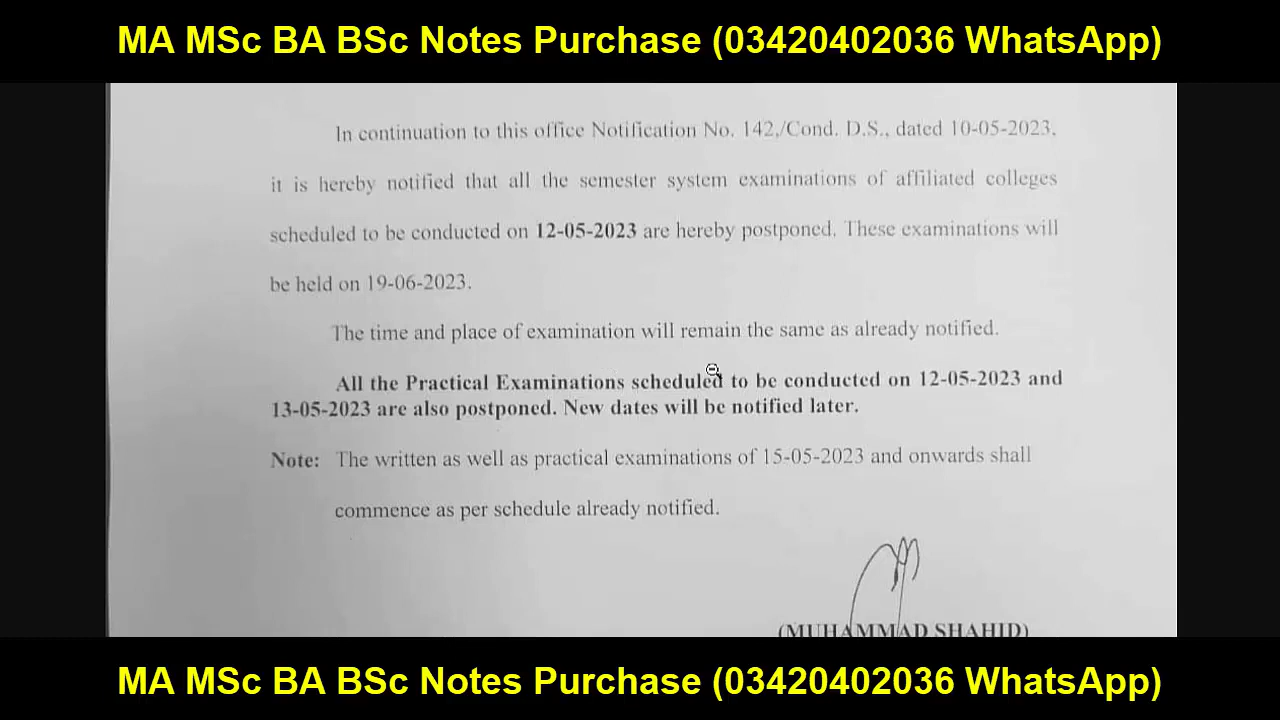 MA MSc BA BSc Notes Purchase (03420402036 WhatsApp)
In continuation to this office Notification No. 142,/Cond. D.S., dated 10-05-2023,
it is hereby notified that all the semester system examinations of affiliated colleges
scheduled to be conducted on 12-05-2023 are hereby postponed. These examinations will
be held on 19-06-2023.
The time and place of examination will remain the same as already notified.
All the Practical Examinations scheduled to be conducted on 12-05-2023 and
13-05-2023 are also postponed. New dates will be notified later.
Note: The written as well as practical examinations of 15-05-2023 and onwards shall
commence as per schedule already notified.
(MUHAMMAD SHAHID)
MA MSc BA BSc Notes Purchase (03420402036 WhatsApp)